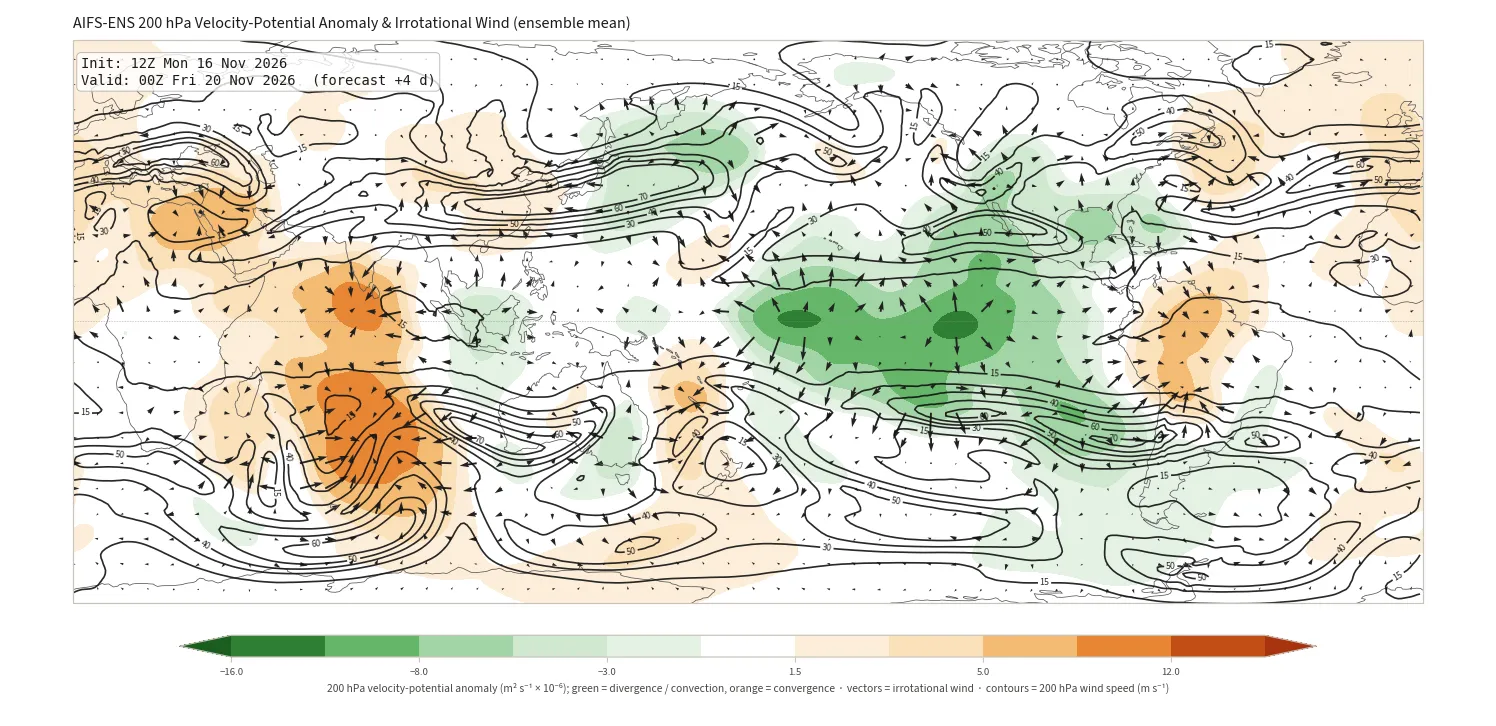 AIFS-ENS 200 hPa Velocity-Potential Anomaly & Irrotational Wind (ensemble mean)
Init: 12Z Mon 16 Nov 2026
Valid: 00Z Fri 20 Nov 2026  (forecast +4 d)
−16.0 −8.0 −3.0 1.5 5.0 12.0
200 hPa velocity-potential anomaly (m² s⁻¹ × 10⁻⁶); green = divergence / convection, orange = convergence · vectors = irrotational wind · contours = 200 hPa wind speed (m s⁻¹)